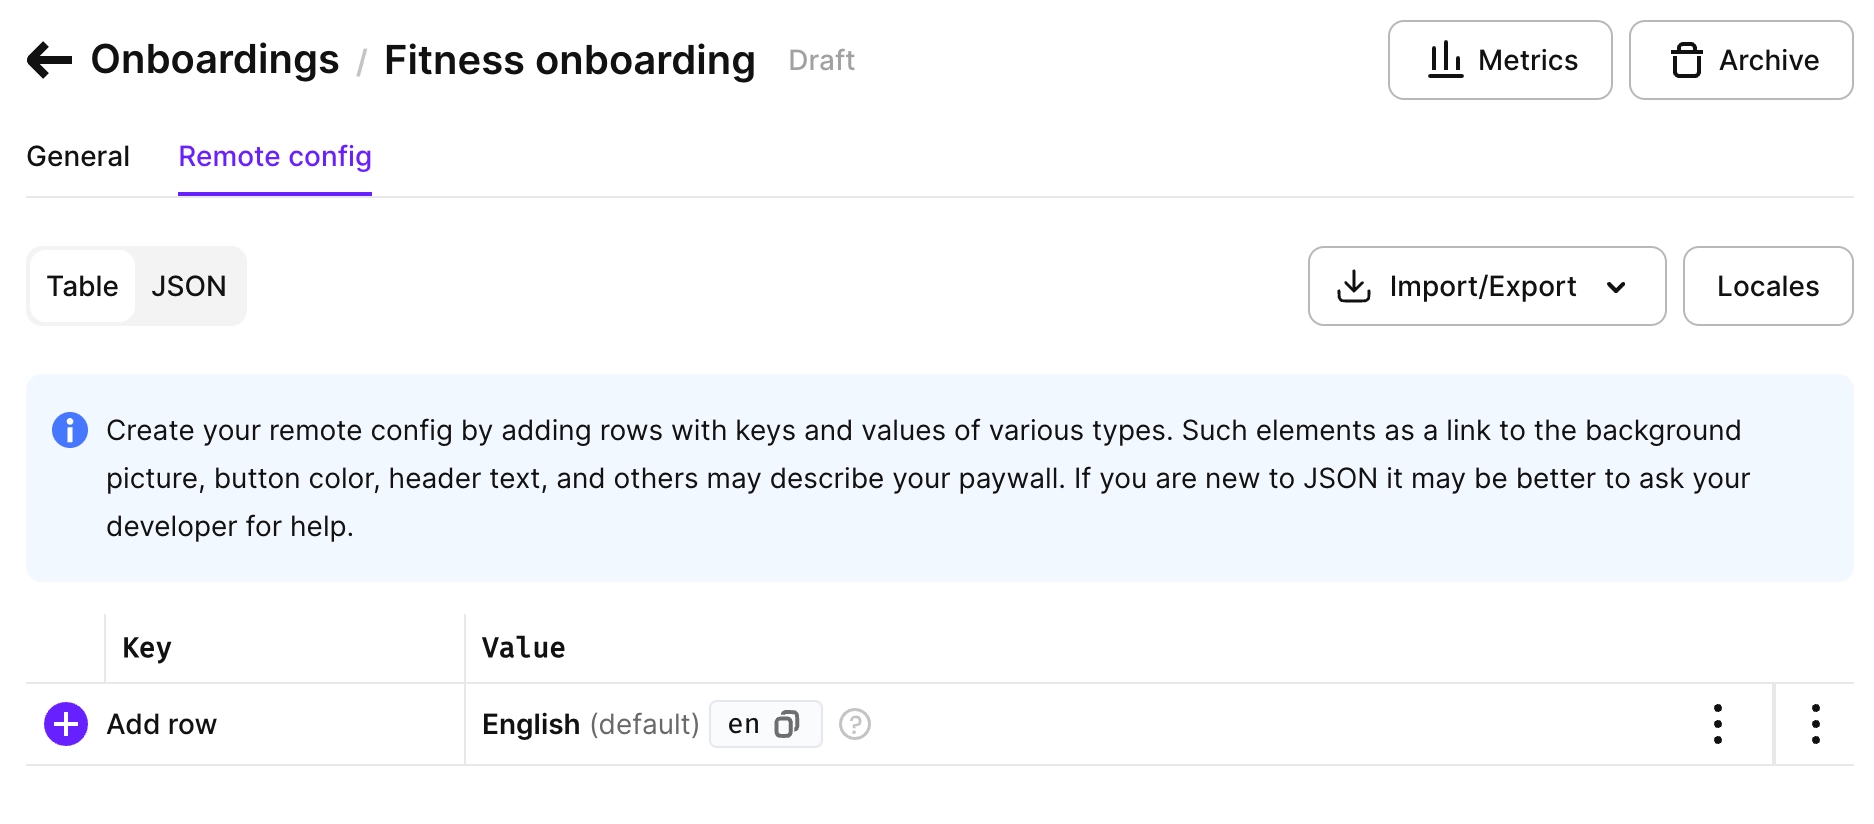 Onboardings / Fitness onboarding Draft Metrics Archive
General Remote config
Table JSON Import/Export Locales
Create your remote config by adding rows with keys and values of various types. Such elements as a link to the background
picture, button color, header text, and others may describe your paywall. If you are new to JSON it may be better to ask your
developer for help.
Key Value
Add row English (default) en